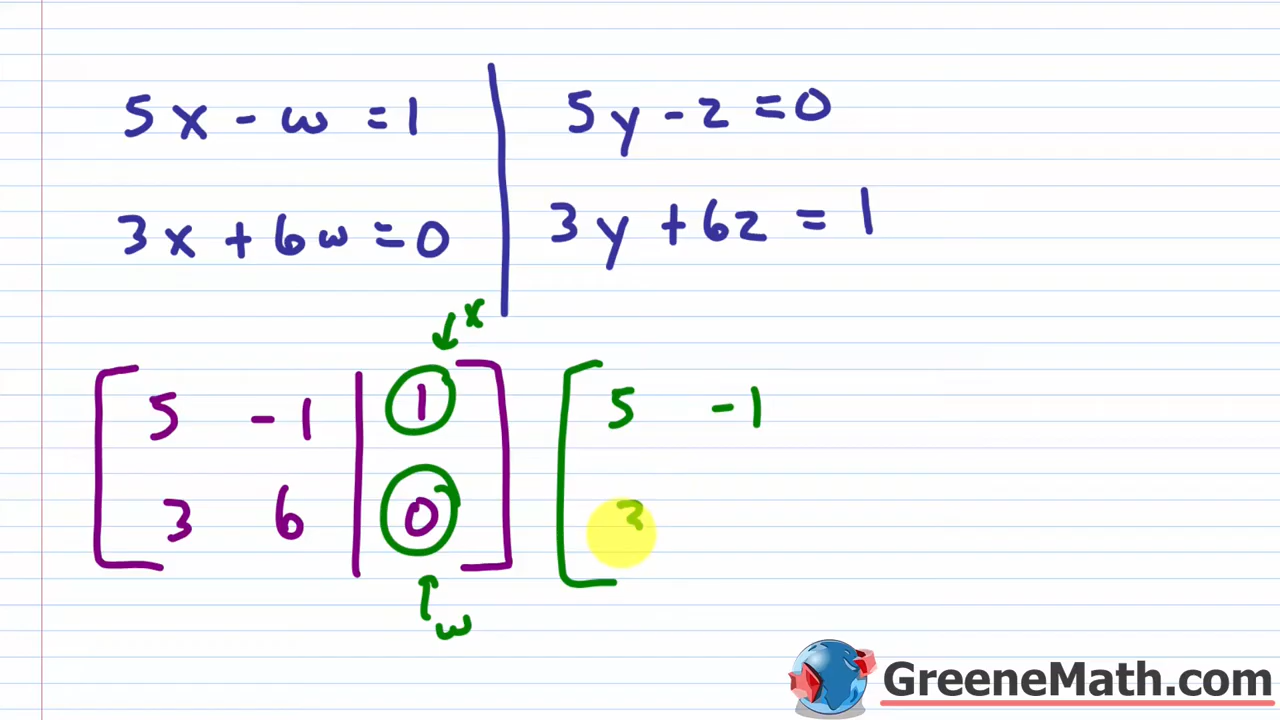 5x - w = 1 | 5y - z = 0
3x + 6w = 0 | 3y + 6z = 1
x
[ 5 -1 | 1 ] [ 5 -1
3 6 | 0 3
w
GreeneMath.com